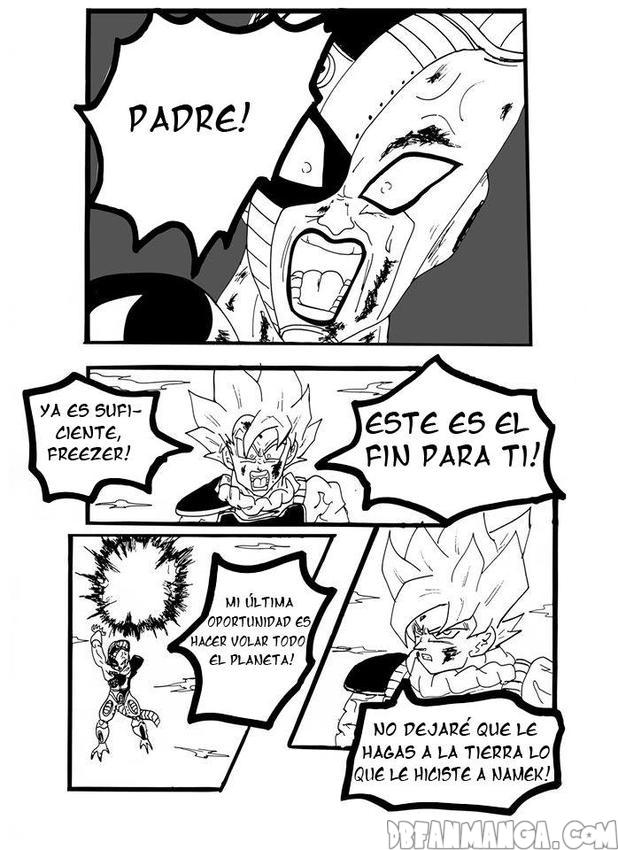 PADRE!
YA ES SUFI-
CIENTE,
FREEZER!
ESTE ES EL
FIN PARA TI!
MI ÚLTIMA
OPORTUNIDAD ES
HACER VOLAR TODO
EL PLANETA!
NO DEJARÉ QUE LE
HAGAS A LA TIERRA LO
QUE LE HICISTE A NAMEK!
DBFANMANGA.COM